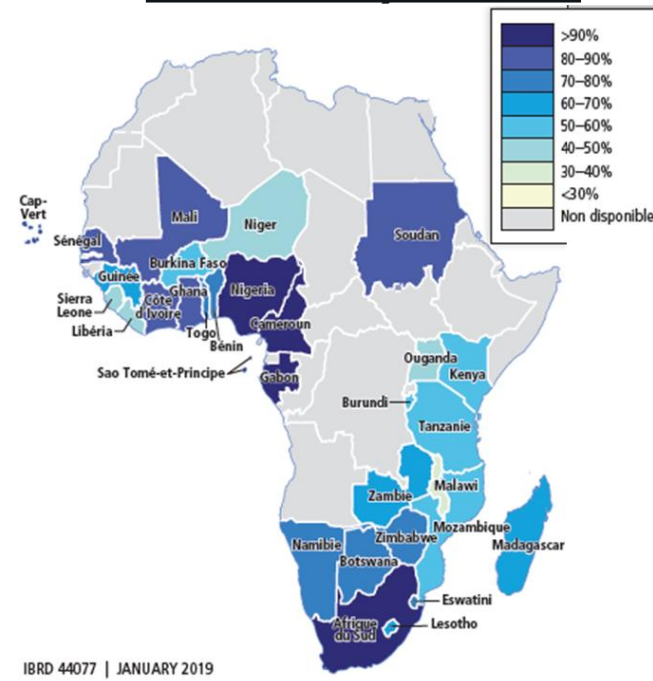 >90%
80–90%
70–80%
60–70%
50–60%
40–50%
30–40%
<30%
Non disponible
Cap-
Vert
Sénégal
Mali
Niger
Soudan
Guinée
Burkina Faso
Sierra
Leone
Libéria
Côte
d'Ivoire
Ghana
Togo
Bénin
Nigeria
Cameroun
Sao Tomé-et-Principe
Gabon
Ouganda
Kenya
Burundi
Tanzanie
Zambie
Malawi
Mozambique
Madagascar
Namibie
Zimbabwe
Botswana
Eswatini
Afrique
du Sud
Lesotho
IBRD 44077 | JANUARY 2019